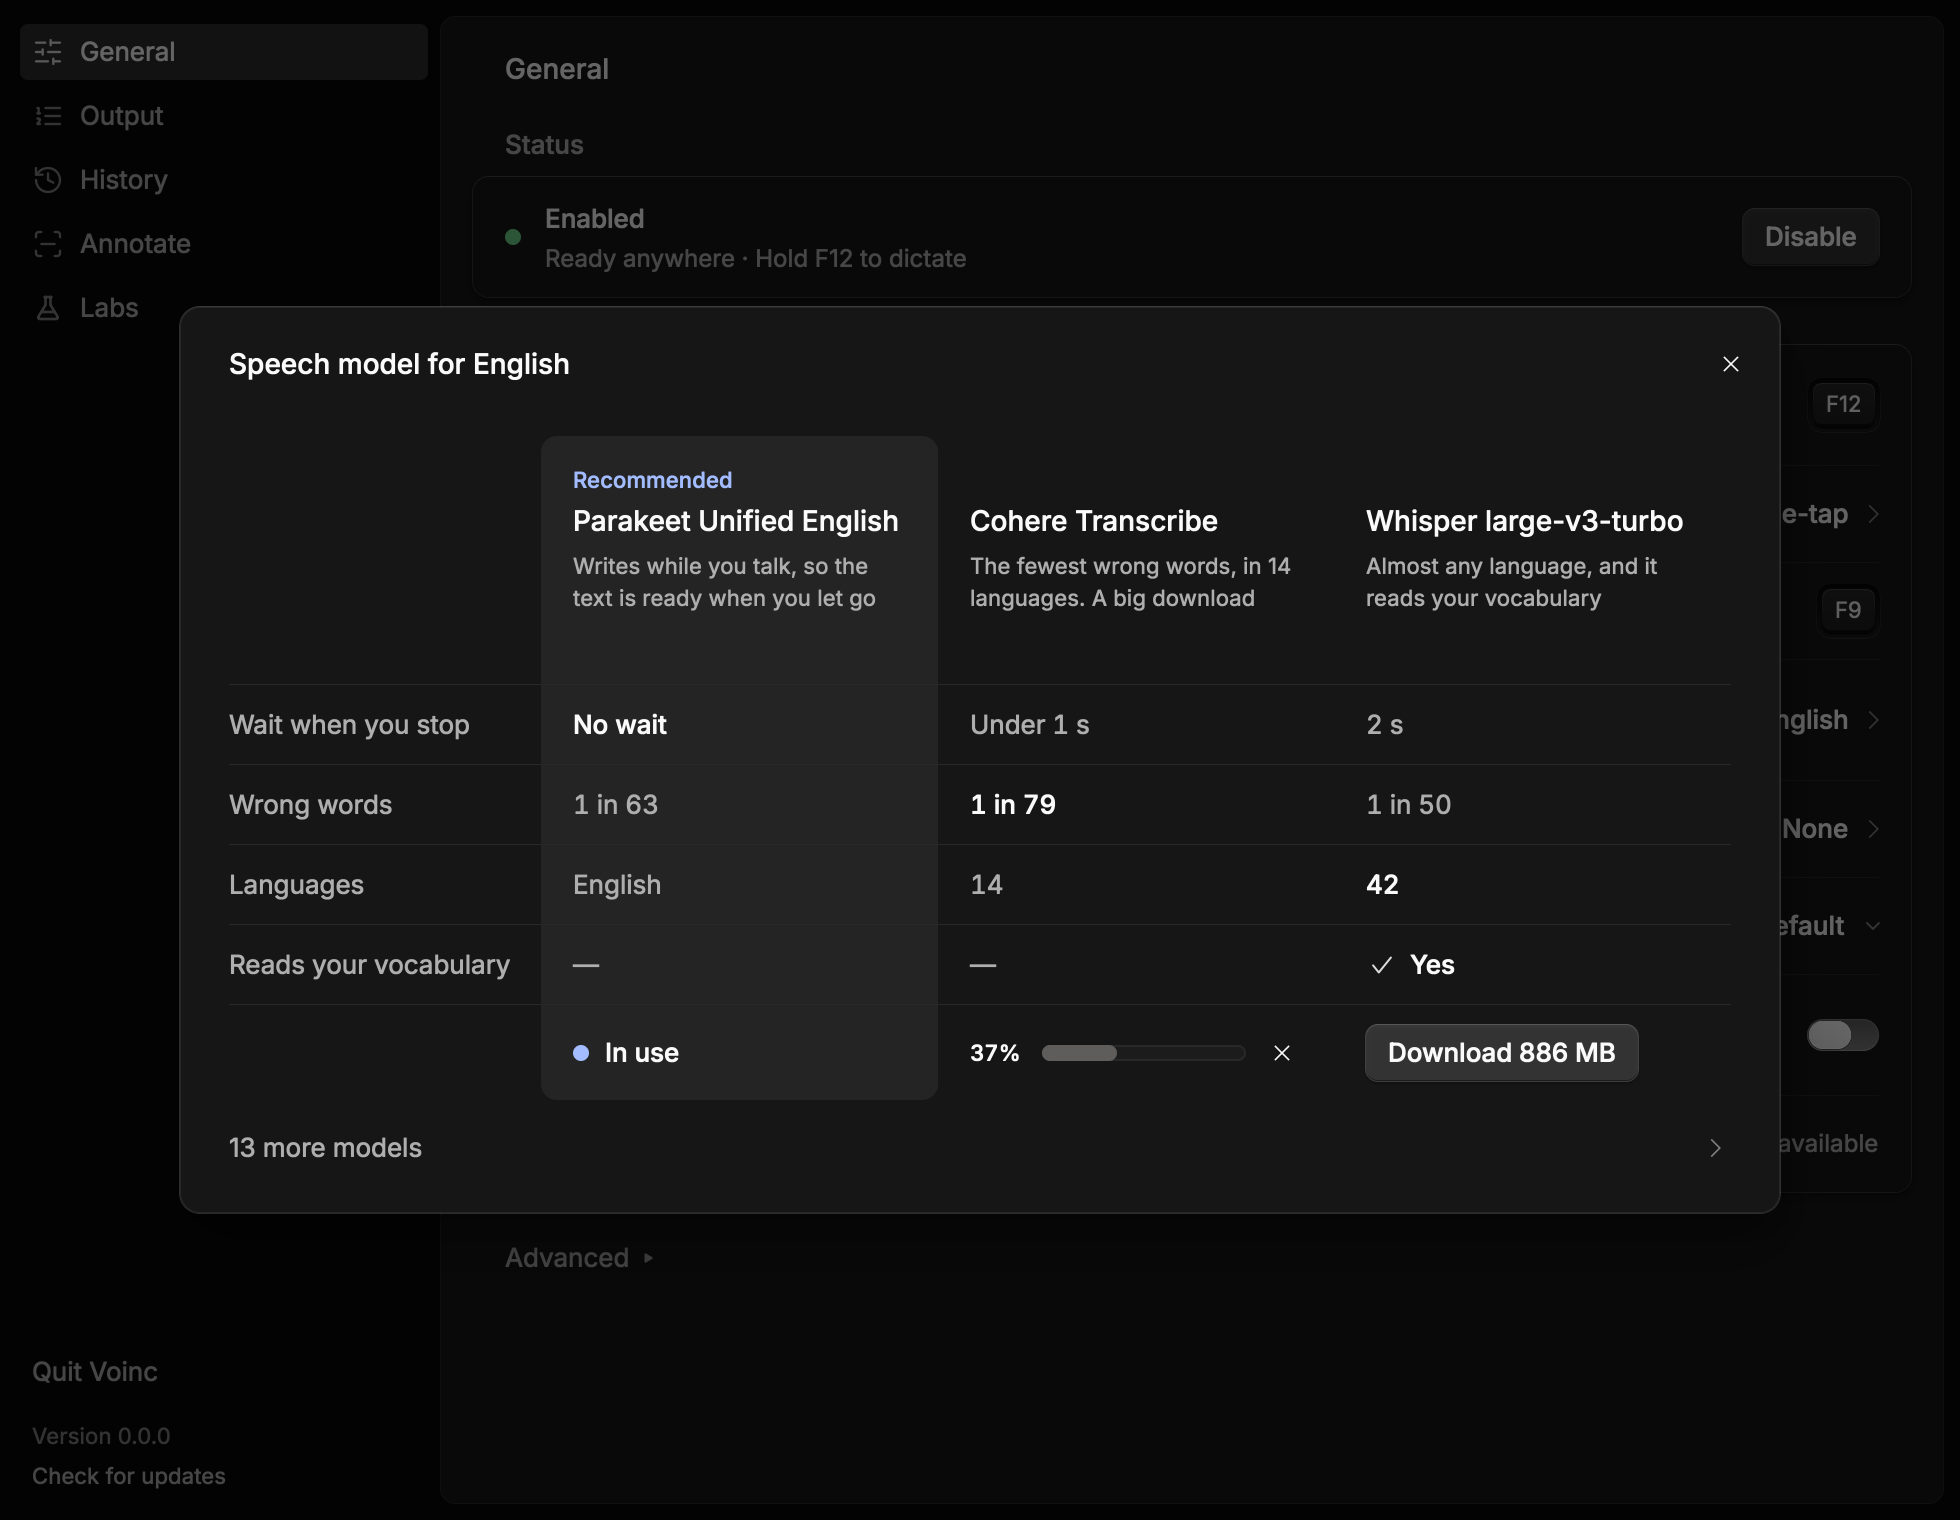 General
Output
History
Annotate
Labs
General
Status
Enabled
Ready anywhere · Hold F12 to dictate
Disable
Speech model for English
F12
Recommended
Parakeet Unified English
Cohere Transcribe
Whisper large-v3-turbo
Writes while you talk, so the
text is ready when you let go
The fewest wrong words, in 14
languages. A big download
Almost any language, and it
reads your vocabulary
e-tap
F9
Wait when you stop
No wait
Under 1 s
2 s
nglish
Wrong words
1 in 63
1 in 79
1 in 50
None
Languages
English
14
42
efault
Reads your vocabulary
—
—
Yes
In use
37%
Download 886 MB
13 more models
available
Advanced
Quit Voinc
Version 0.0.0
Check for updates